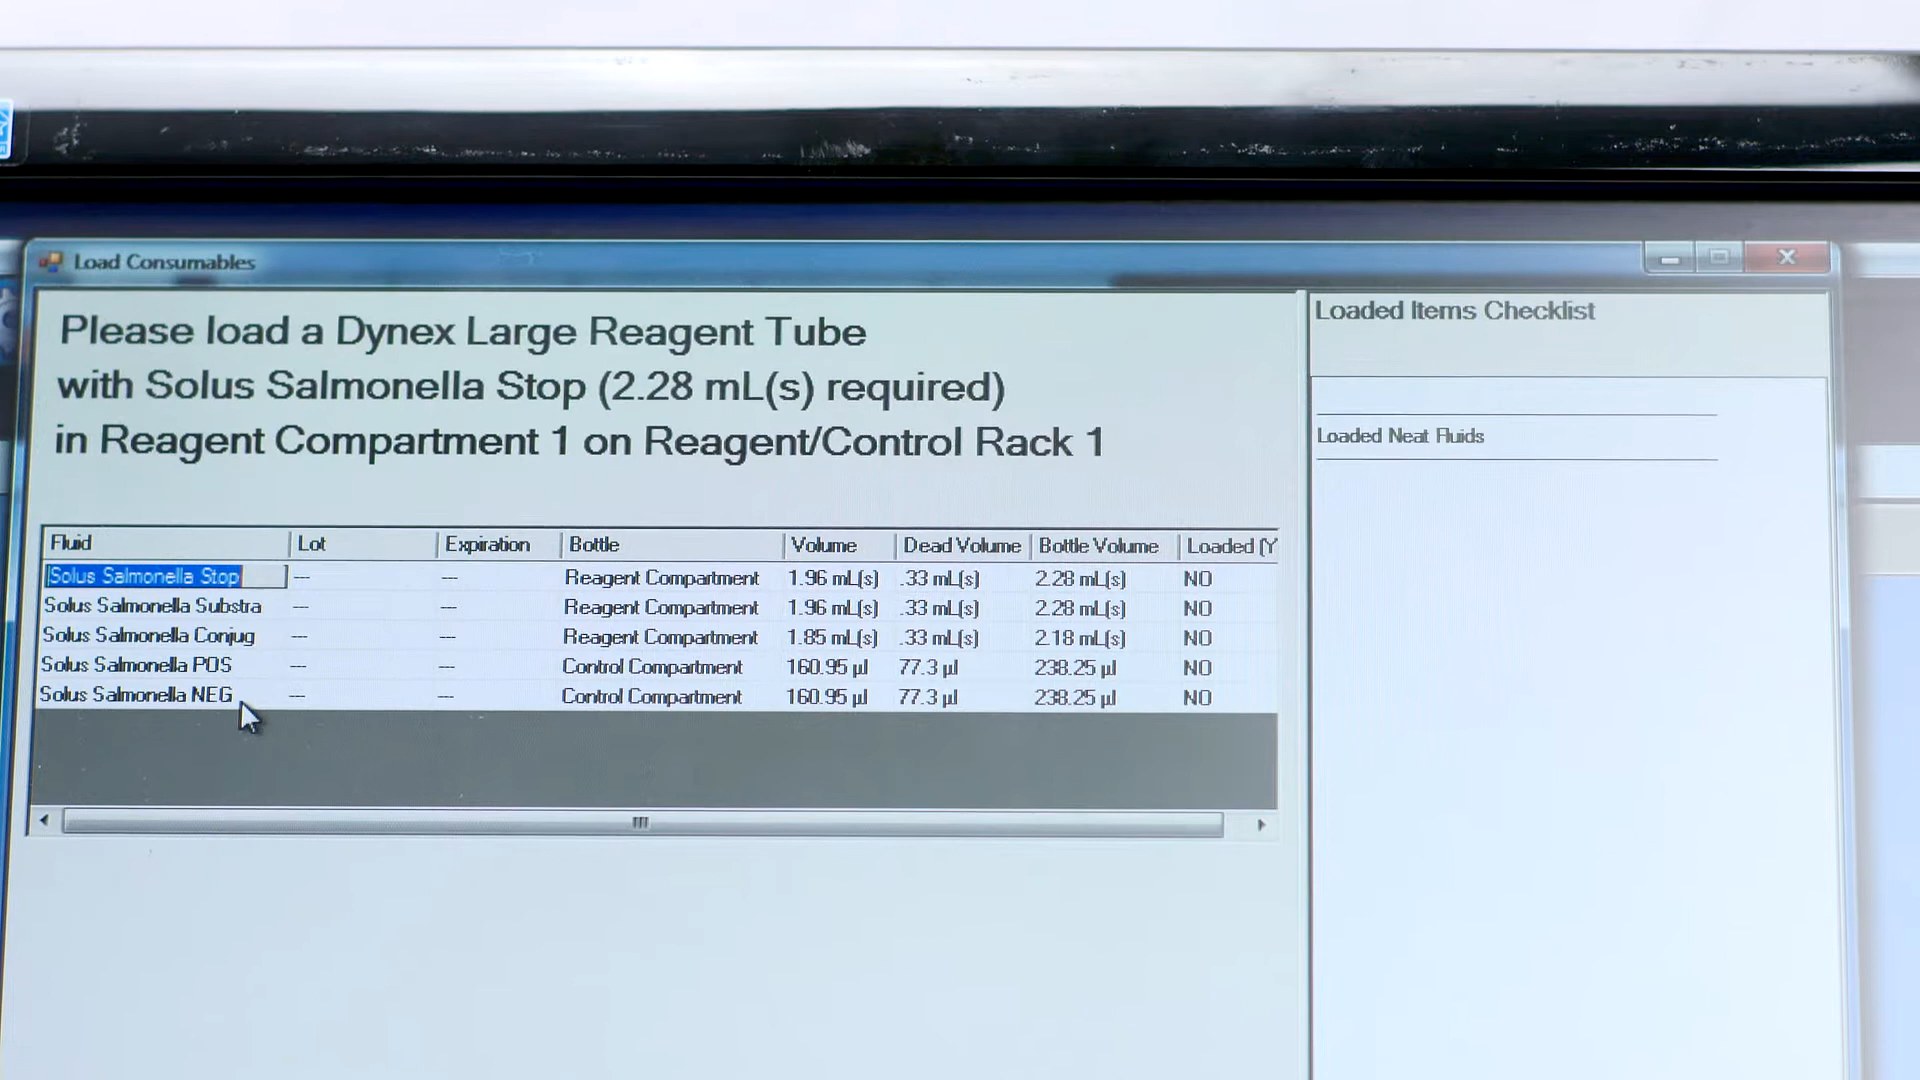 Load Consumables
Please load a Dynex Large Reagent Tube
with Solus Salmonella Stop (2.28 mL(s) required)
in Reagent Compartment 1 on Reagent/Control Rack 1
Fluid Lot Expiration Bottle Volume Dead Volume Bottle Volume Loaded (Y
Solus Salmonella Stop --- --- Reagent Compartment 1.96 mL(s) .33 mL(s) 2.28 mL(s) NO
Solus Salmonella Substra --- --- Reagent Compartment 1.96 mL(s) .33 mL(s) 2.28 mL(s) NO
Solus Salmonella Conjug --- --- Reagent Compartment 1.85 mL(s) .33 mL(s) 2.18 mL(s) NO
Solus Salmonella POS --- --- Control Compartment 160.95 µl 77.3 µl 238.25 µl NO
Solus Salmonella NEG --- --- Control Compartment 160.95 µl 77.3 µl 238.25 µl NO
Loaded Items Checklist
Loaded Neat Fluids